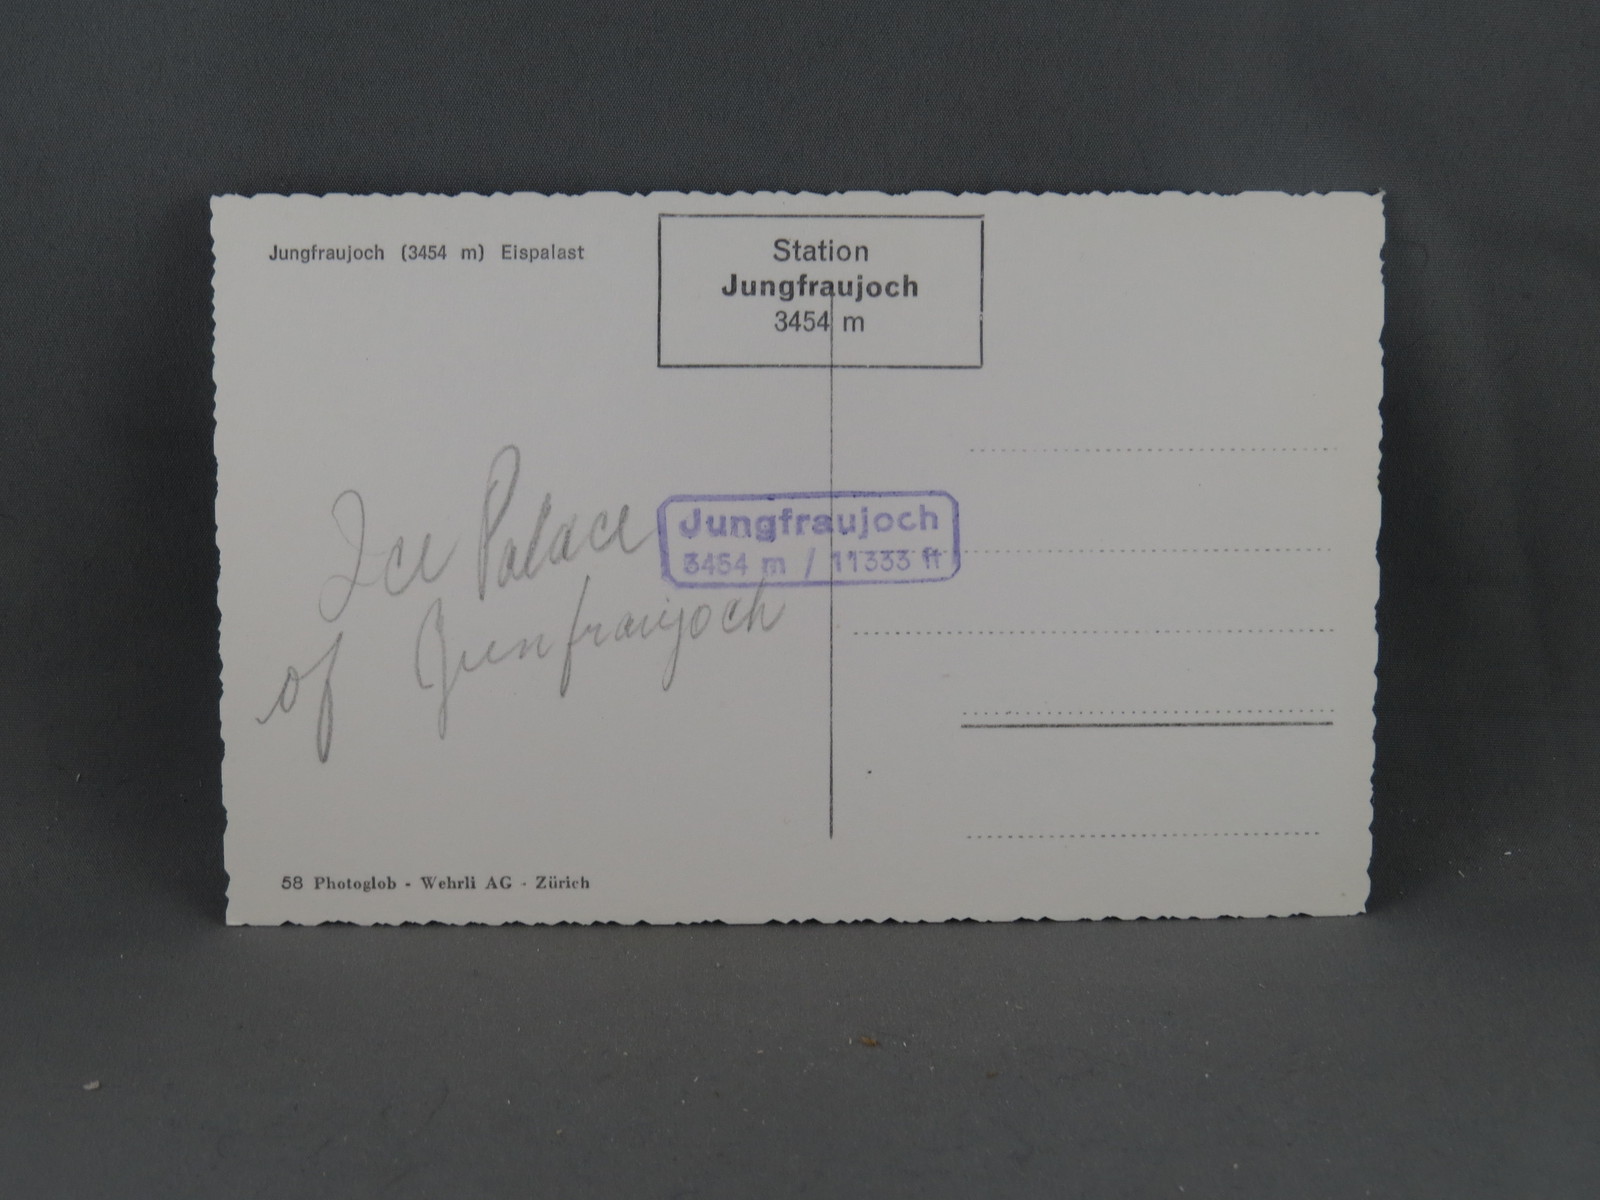 Jungfraujoch (3454 m) Eispalast
Station
Jungfraujoch
3454 m
Ice Palace
of Junfraujoch
Jungfraujoch
3454 m / 11333 ft
58 Photoglob - Wehrli AG - Zürich